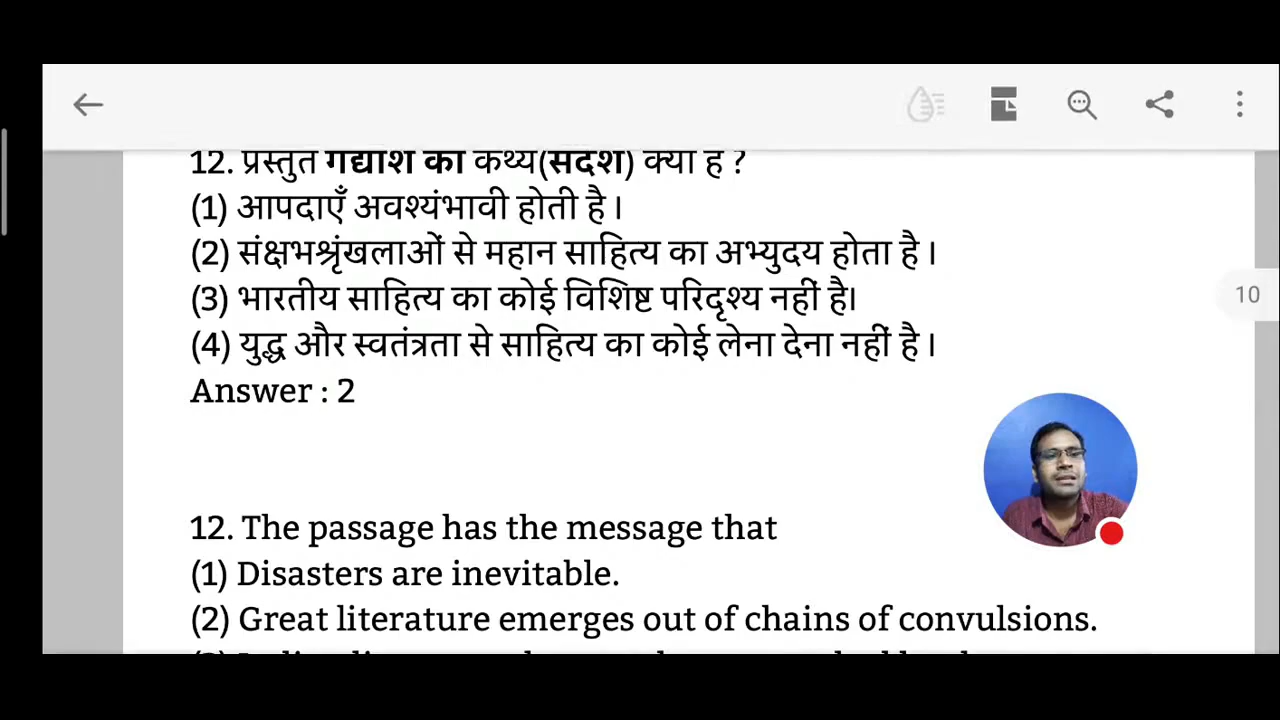 12. प्रस्तुत गद्यांश का कथ्य(संदेश) क्या है ?
(1) आपदाएँ अवश्यंभावी होती है ।
(2) संक्षभश्रृंखलाओं से महान साहित्य का अभ्युदय होता है ।
(3) भारतीय साहित्य का कोई विशिष्ट परिदृश्य नहीं है।
(4) युद्ध और स्वतंत्रता से साहित्य का कोई लेना देना नहीं है ।
Answer : 2
10
12. The passage has the message that
(1) Disasters are inevitable.
(2) Great literature emerges out of chains of convulsions.